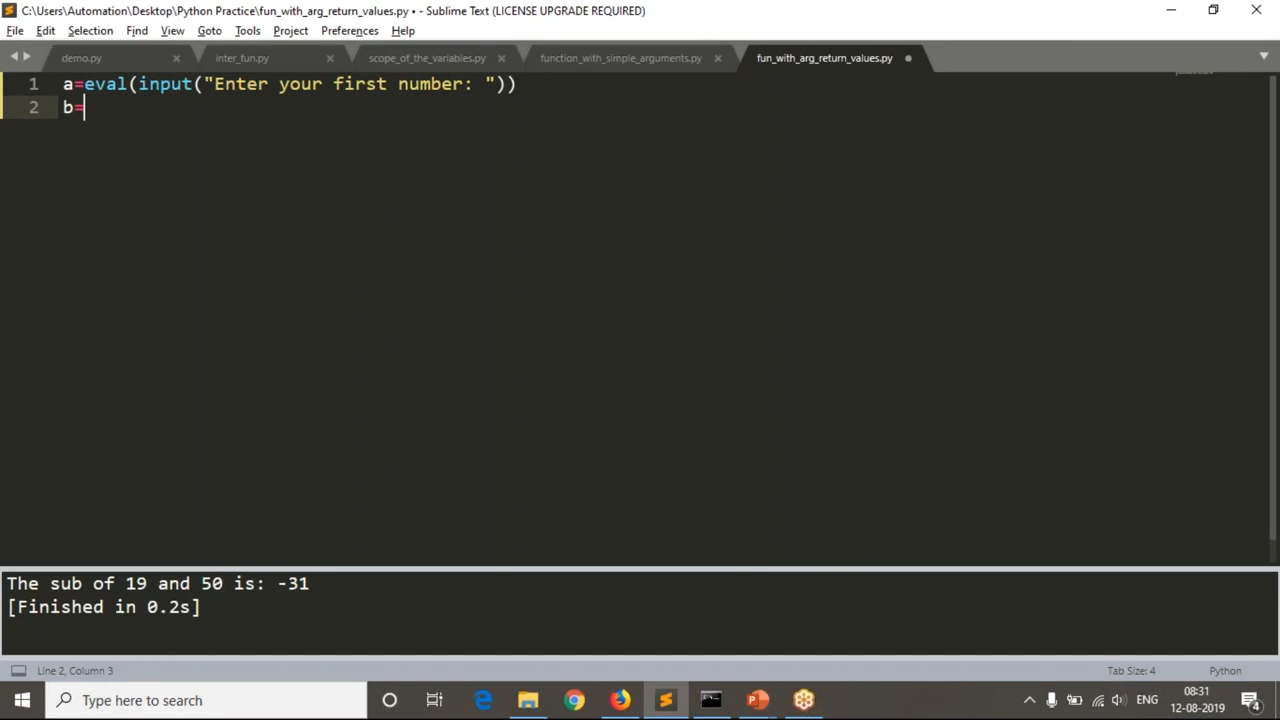 C:\Users\Automation\Desktop\Python Practice\fun_with_arg_return_values.py • - Sublime Text (LICENSE UPGRADE REQUIRED)
File Edit Selection Find View Goto Tools Project Preferences Help
demo.py inter_fun.py scope_of_the_variables.py function_with_simple_arguments.py fun_with_arg_return_values.py
1 a=eval(input("Enter your first number: "))
2 b=
The sub of 19 and 50 is: -31
[Finished in 0.2s]
Line 2, Column 3 Tab Size: 4 Python
Type here to search ENG 08:31
12-08-2019 4